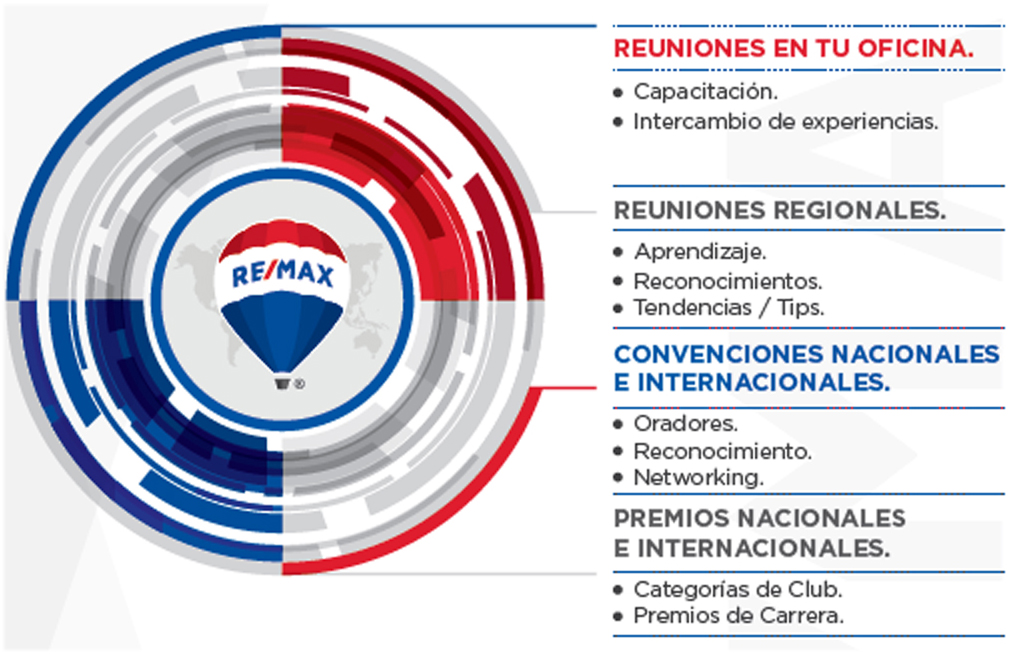 REUNIONES EN TU OFICINA.
• Capacitación.
• Intercambio de experiencias.
REUNIONES REGIONALES.
• Aprendizaje.
• Reconocimientos.
• Tendencias / Tips.
CONVENCIONES NACIONALES
E INTERNACIONALES.
• Oradores.
• Reconocimiento.
• Networking.
PREMIOS NACIONALES
E INTERNACIONALES.
• Categorías de Club.
• Premios de Carrera.
RE/MAX
®